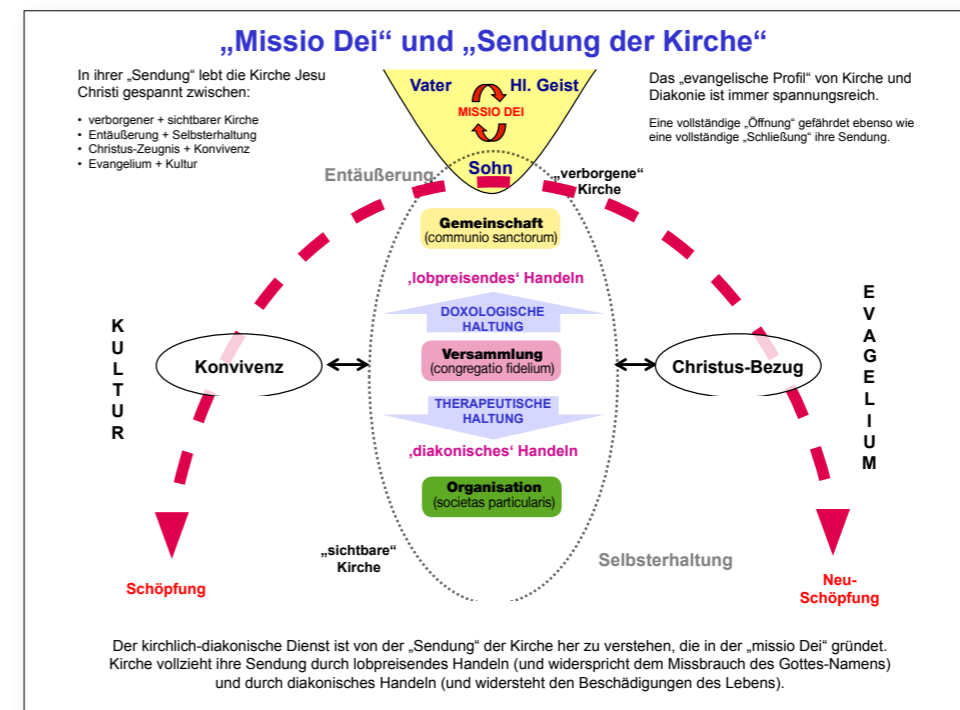 „Missio Dei“ und „Sendung der Kirche“
In ihrer „Sendung“ lebt die Kirche Jesu
Christi gespannt zwischen:
• verborgener + sichtbarer Kirche
• Entäußerung + Selbsterhaltung
• Christus-Zeugnis + Konvivenz
• Evangelium + Kultur
Vater
Hl. Geist
MISSIO DEI
Sohn
Das „evangelische Profil“ von Kirche und
Diakonie ist immer spannungsreich.
Eine vollständige „Öffnung“ gefährdet ebenso wie
eine vollständige „Schließung“ ihre Sendung.
Entäußerung
„verborgene“
Kirche
Gemeinschaft
(communio sanctorum)
‚lobpreisendes‘ Handeln
DOXOLOGISCHE
HALTUNG
KULTUR
Konvivenz
Versammlung
(congregatio fidelium)
Christus-Bezug
EVAGELIUM
THERAPEUTISCHE
HALTUNG
‚diakonisches‘ Handeln
Organisation
(societas particularis)
„sichtbare“
Kirche
Selbsterhaltung
Schöpfung
Neu-
Schöpfung
Der kirchlich-diakonische Dienst ist von der „Sendung“ der Kirche her zu verstehen, die in der „missio Dei“ gründet.
Kirche vollzieht ihre Sendung durch lobpreisendes Handeln (und widerspricht dem Missbrauch des Gottes-Namens)
und durch diakonisches Handeln (und widersteht den Beschädigungen des Lebens).